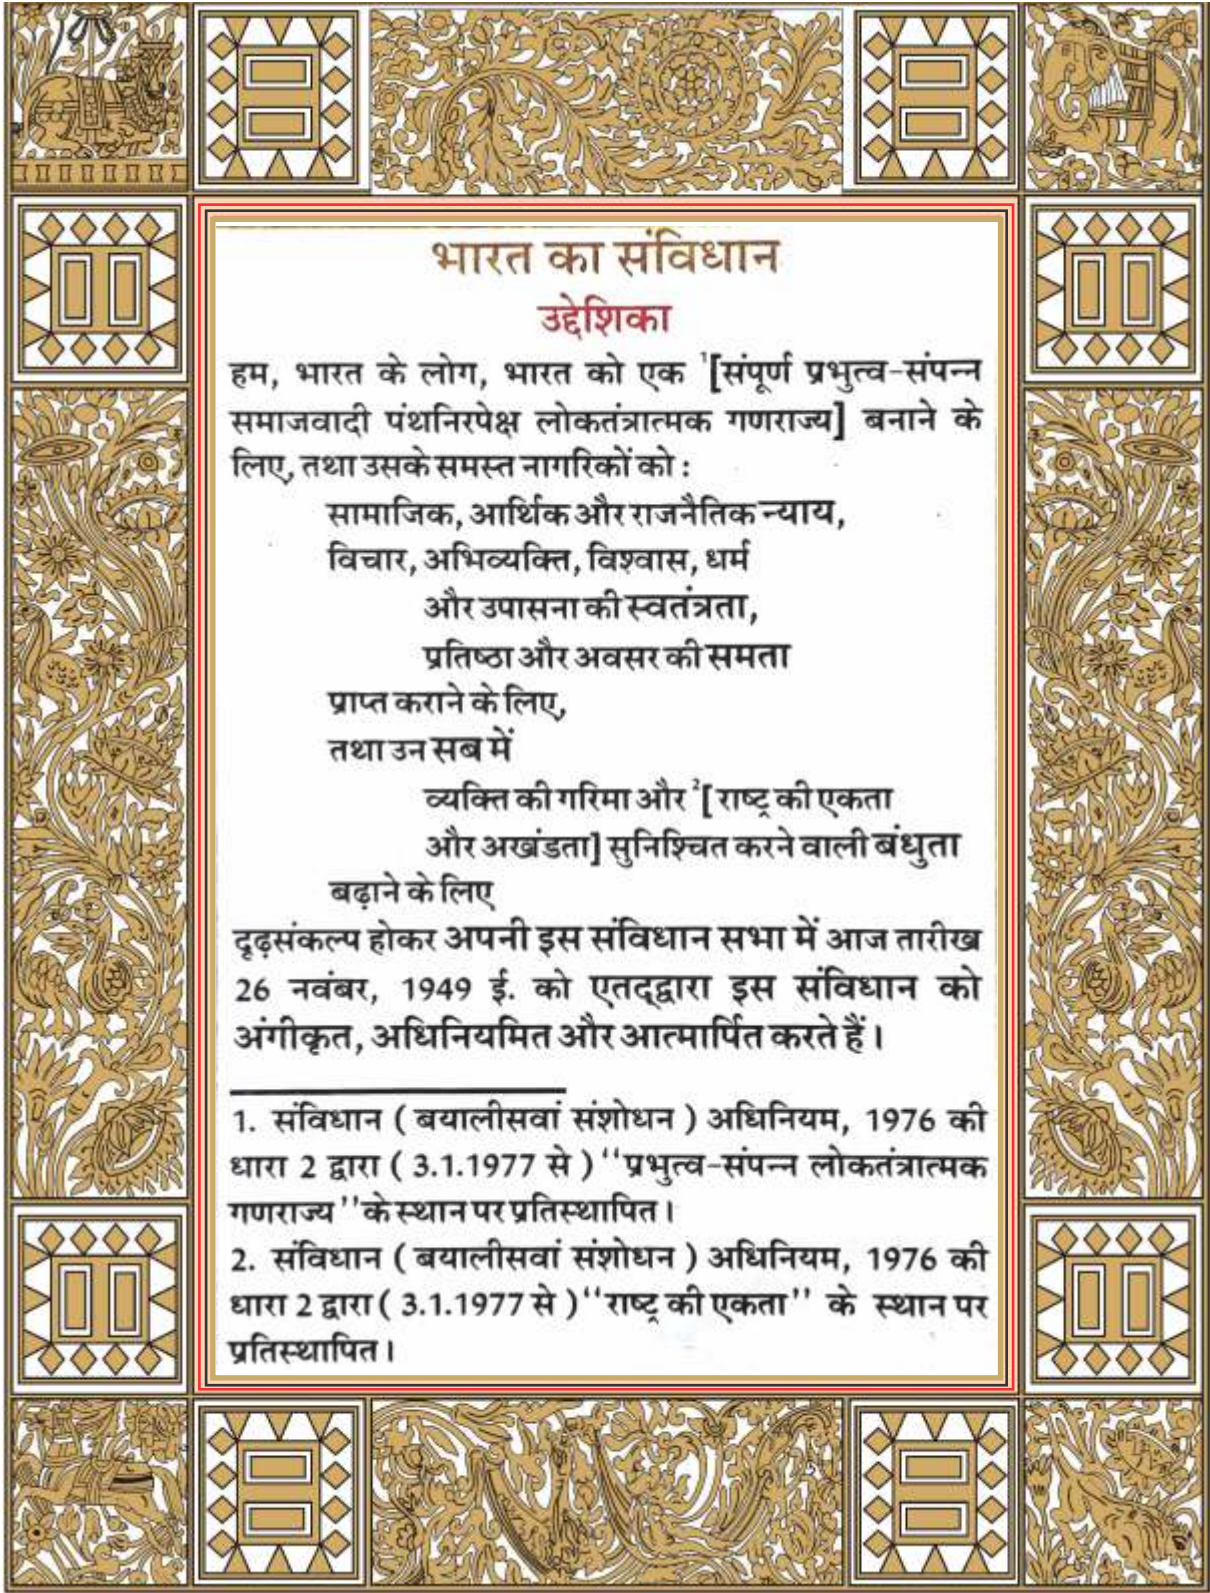 भारत का संविधान
उद्देशिका
हम, भारत के लोग, भारत को एक ¹[संपूर्ण प्रभुत्व-संपन्न
समाजवादी पंथनिरपेक्ष लोकतंत्रात्मक गणराज्य] बनाने के
लिए, तथा उसके समस्त नागरिकों को :
सामाजिक, आर्थिक और राजनैतिक न्याय,
विचार, अभिव्यक्ति, विश्वास, धर्म
और उपासना की स्वतंत्रता,
प्रतिष्ठा और अवसर की समता
प्राप्त कराने के लिए,
तथा उन सब में
व्यक्ति की गरिमा और ²[राष्ट्र की एकता
और अखंडता] सुनिश्चित करने वाली बंधुता
बढ़ाने के लिए
दृढ़संकल्प होकर अपनी इस संविधान सभा में आज तारीख
26 नवंबर, 1949 ई. को एतद्द्वारा इस संविधान को
अंगीकृत, अधिनियमित और आत्मार्पित करते हैं।
1. संविधान ( बयालीसवां संशोधन ) अधिनियम, 1976 की
धारा 2 द्वारा ( 3.1.1977 से ) ‘‘प्रभुत्व-संपन्न लोकतंत्रात्मक
गणराज्य’’ के स्थान पर प्रतिस्थापित।
2. संविधान ( बयालीसवां संशोधन ) अधिनियम, 1976 की
धारा 2 द्वारा ( 3.1.1977 से ) ‘‘राष्ट्र की एकता’’ के स्थान पर
प्रतिस्थापित।